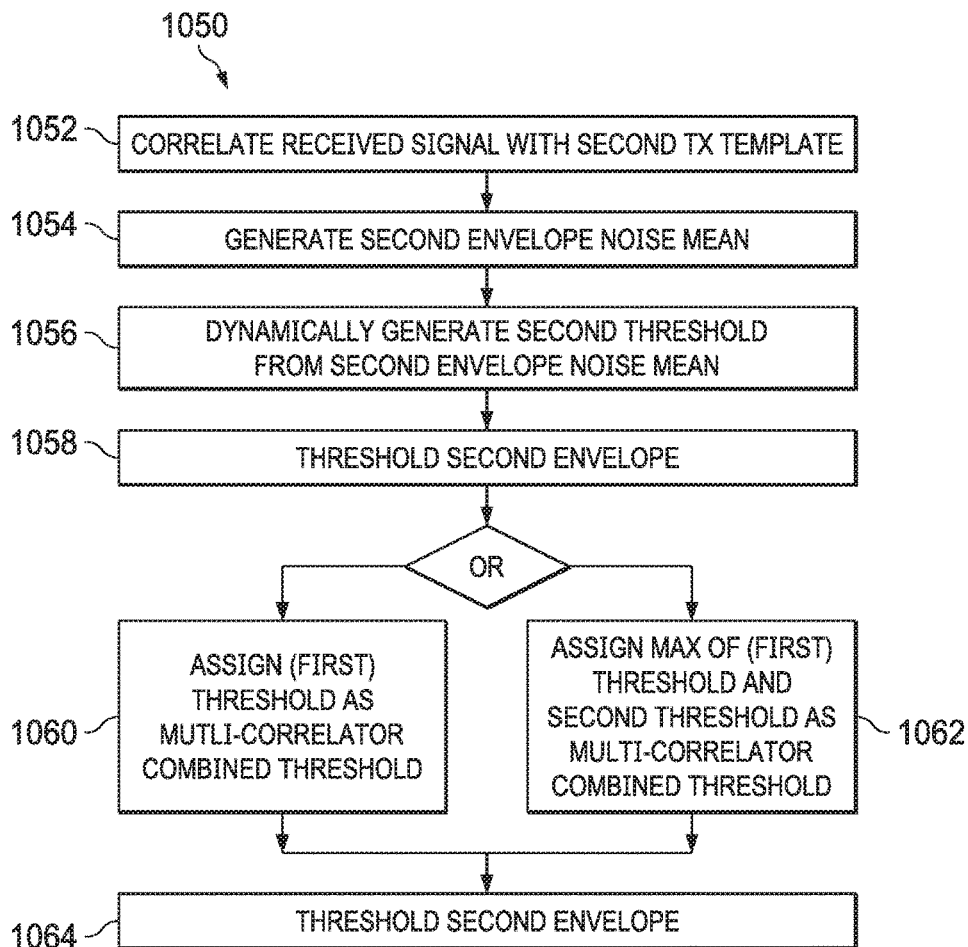 1050
1052
CORRELATE RECEIVED SIGNAL WITH SECOND TX TEMPLATE
1054
GENERATE SECOND ENVELOPE NOISE MEAN
1056
DYNAMICALLY GENERATE SECOND THRESHOLD
FROM SECOND ENVELOPE NOISE MEAN
1058
THRESHOLD SECOND ENVELOPE
OR
1060
ASSIGN (FIRST)
THRESHOLD AS
MUTLI-CORRELATOR
COMBINED THRESHOLD
ASSIGN MAX OF (FIRST)
THRESHOLD AND
SECOND THRESHOLD AS
MULTI-CORRELATOR
COMBINED THRESHOLD
1062
1064
THRESHOLD SECOND ENVELOPE